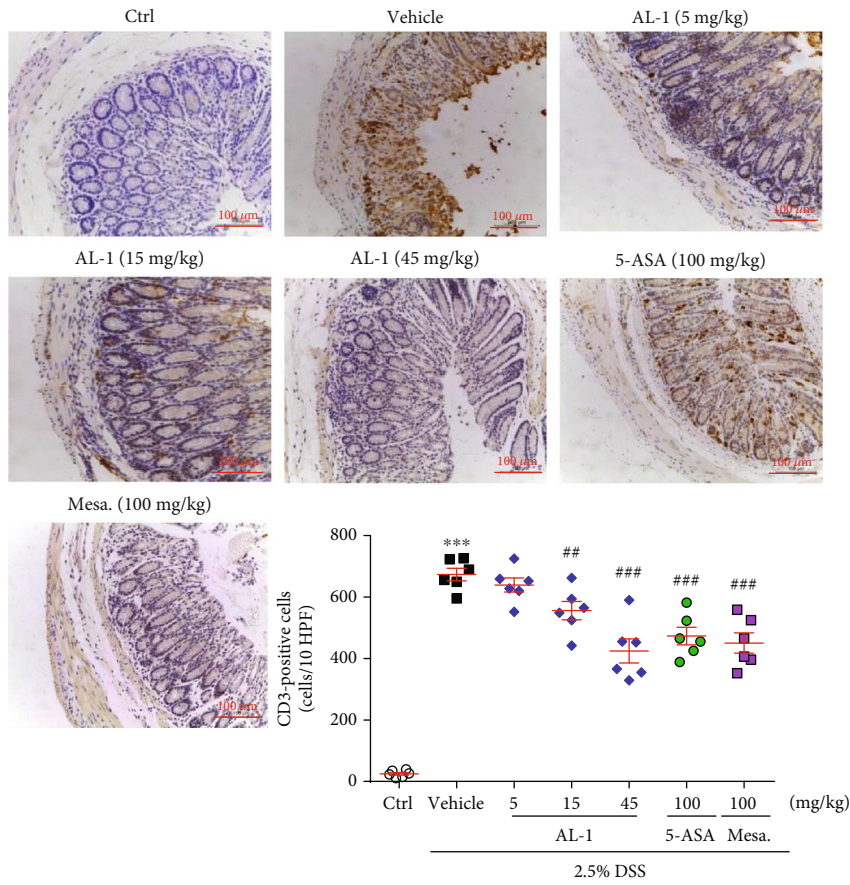 Ctrl Vehicle AL-1 (5 mg/kg)
100 μm 100 μm 100 μm
AL-1 (15 mg/kg) AL-1 (45 mg/kg) 5-ASA (100 mg/kg)
100 μm 100 μm 100 μm
Mesa. (100 mg/kg)
100 μm
CD3-positive cells
(cells/10 HPF)
800
600
400
200
0
***
##
###
###
###
Ctrl Vehicle 5 15 45 100 100 (mg/kg)
AL-1 5-ASA Mesa.
2.5% DSS